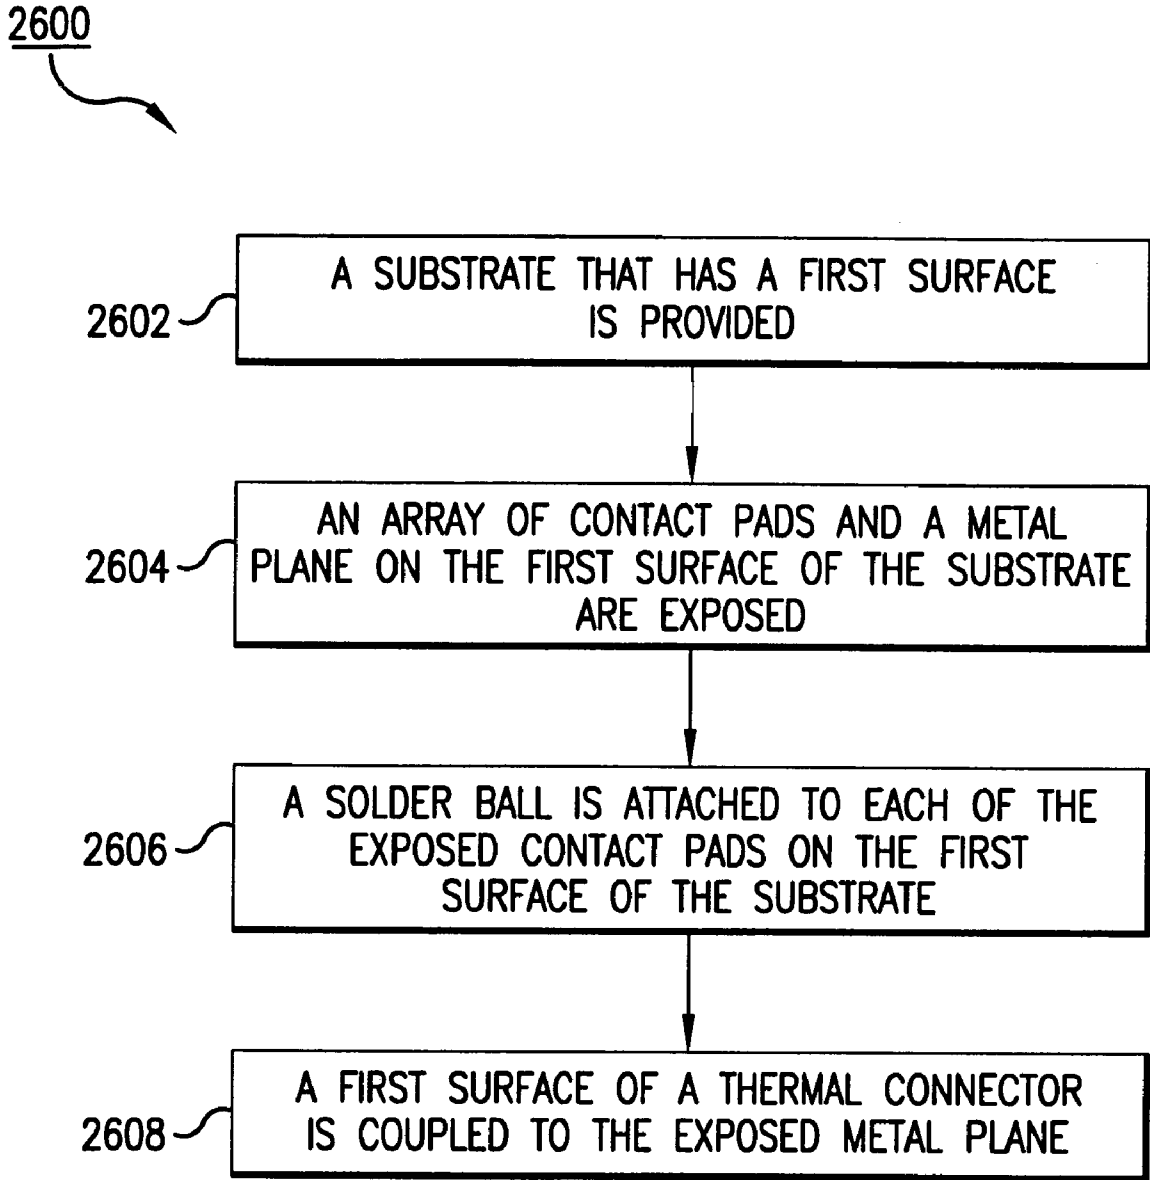 2600
A SUBSTRATE THAT HAS A FIRST SURFACE
IS PROVIDED
2602
AN ARRAY OF CONTACT PADS AND A METAL
PLANE ON THE FIRST SURFACE OF THE SUBSTRATE
ARE EXPOSED
2604
A SOLDER BALL IS ATTACHED TO EACH OF THE
EXPOSED CONTACT PADS ON THE FIRST
SURFACE OF THE SUBSTRATE
2606
A FIRST SURFACE OF A THERMAL CONNECTOR
IS COUPLED TO THE EXPOSED METAL PLANE
2608